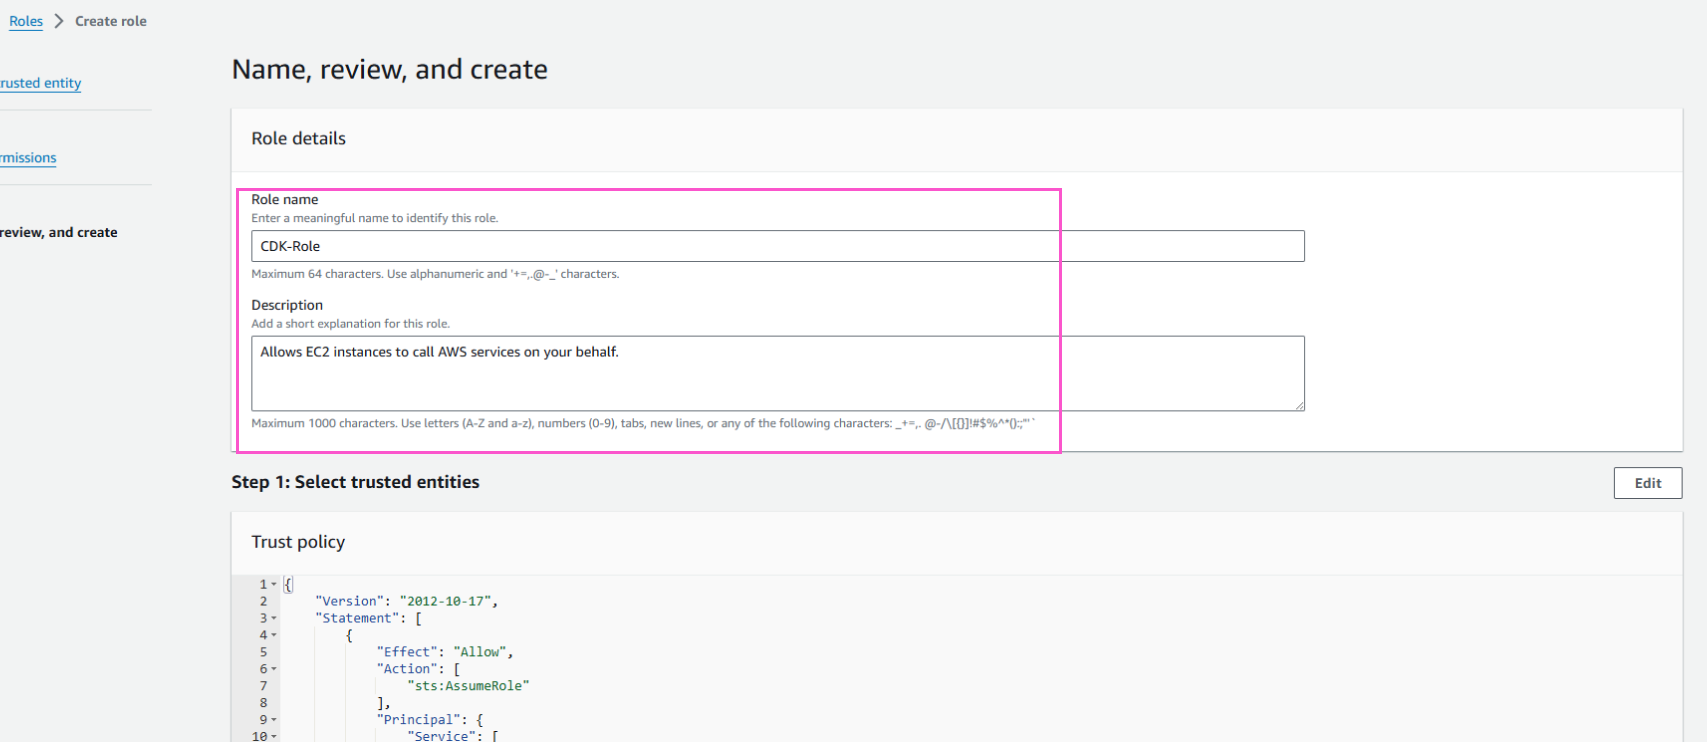 Roles > Create role
rusted entity
rmissions
review, and create
Name, review, and create
Role details
Role name
Enter a meaningful name to identify this role.
CDK-Role
Maximum 64 characters. Use alphanumeric and '+=,.@-_' characters.
Description
Add a short explanation for this role.
Allows EC2 instances to call AWS services on your behalf.
Maximum 1000 characters. Use letters (A-Z and a-z), numbers (0-9), tabs, new lines, or any of the following characters: _+=,. @-/\[{}]!#$%^*();:"'`
Step 1: Select trusted entities
Edit
Trust policy
1 {
2 "Version": "2012-10-17",
3 "Statement": [
4 {
5 "Effect": "Allow",
6 "Action": [
7 "sts:AssumeRole"
8 ],
9 "Principal": {
10 "Service": [